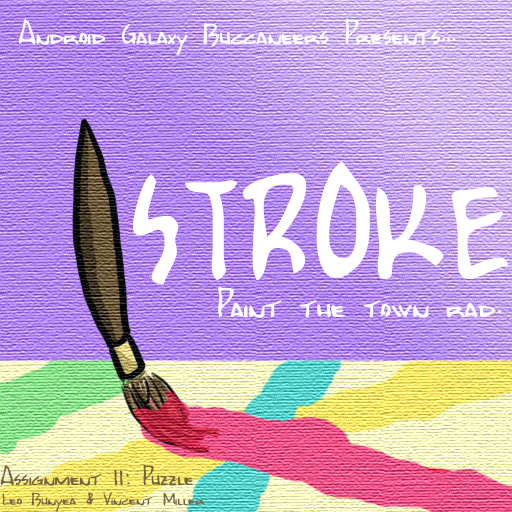 Android Galaxy Buccaneers Presents...
STROKE
Paint the town rad.
Assignment II: Puzzle
Leo Bunyea & Vincent Miller